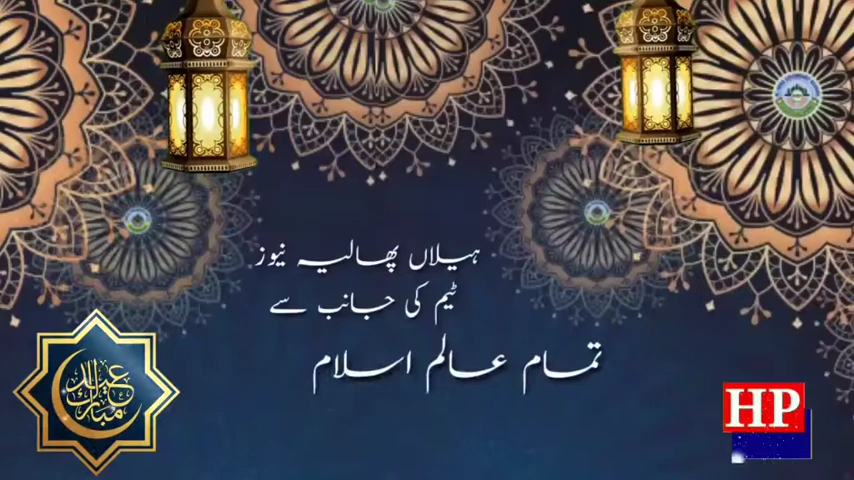 ہیلاں پھالیہ نیوز
ٹیم کی جانب سے
تمام عالم اسلام
عید مبارک
HP